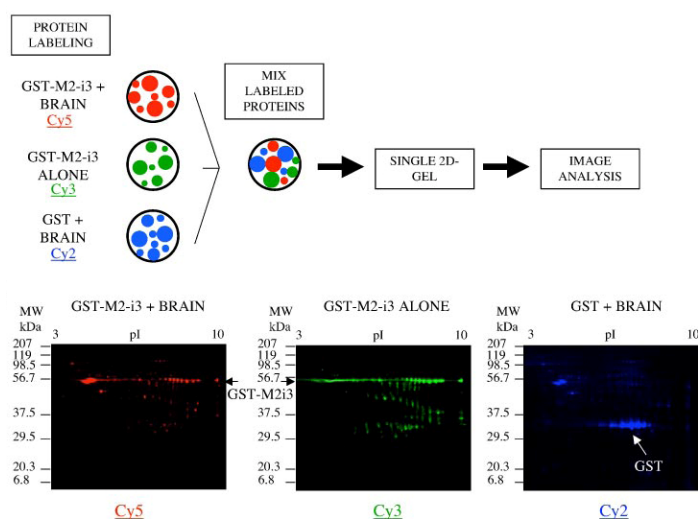 PROTEIN
LABELING
GST-M2-i3 +
BRAIN
Cy5
GST-M2-i3
ALONE
Cy3
GST +
BRAIN
Cy2
MIX
LABELED
PROTEINS
SINGLE 2D-
GEL
IMAGE
ANALYSIS
MW
kDa
GST-M2-i3 + BRAIN
3 pI 10
207
119
98.5
56.7
37.5
29.5
20.3
6.8
Cy5
GST-M2i3
MW
kDa
GST-M2-i3 ALONE
3 pI 10
207
119
98.5
56.7
37.5
29.5
20.3
6.8
Cy3
MW
kDa
GST + BRAIN
3 pI 10
207
119
98.5
56.7
37.5
29.5
20.3
6.8
GST
Cy2